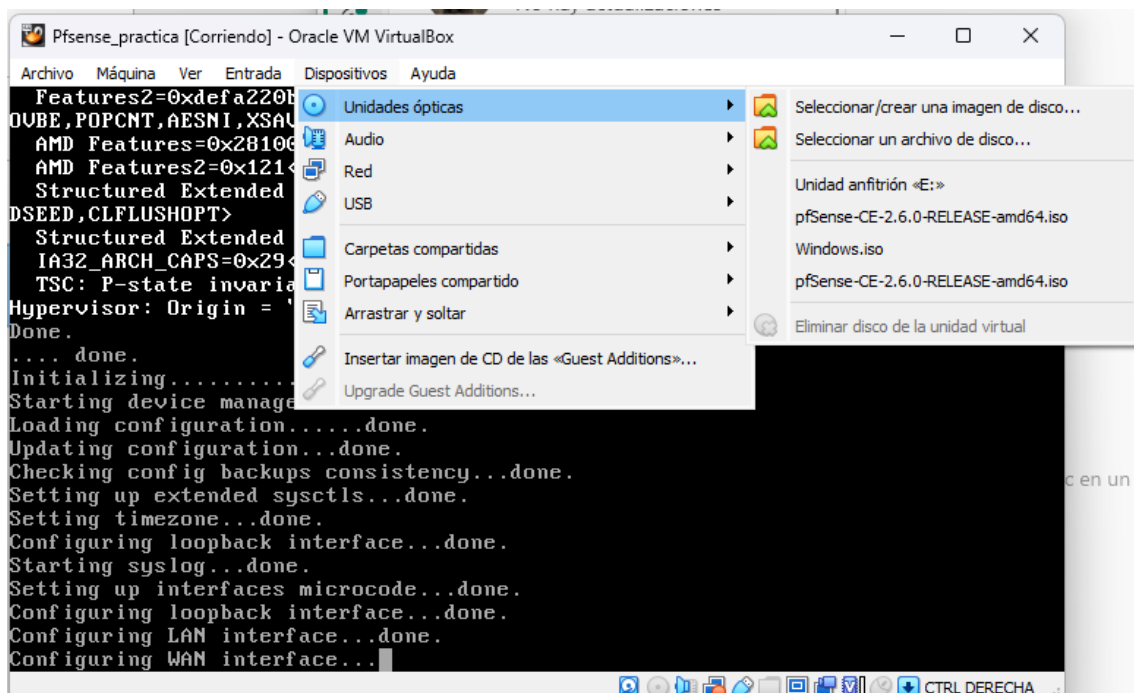 No hay actualizaciones
Pfsense_practica [Corriendo] - Oracle VM VirtualBox
Archivo Máquina Ver Entrada Dispositivos Ayuda
Features2=0xdefa220b
OVBE,POPCNT,AESNI,XSAV
AMD Features=0x28100
AMD Features2=0x121<
Structured Extended
DSEED,CLFLUSHOPT>
Structured Extended
IA32_ARCH_CAPS=0x29<
TSC: P-state invaria
Hypervisor: Origin = "
Done.
.... done.
Initializing..........
Starting device manage
Loading configuration......done.
Updating configuration...done.
Checking config backups consistency...done.
Setting up extended sysctls...done.
Setting timezone...done.
Configuring loopback interface...done.
Starting syslog...done.
Setting up interfaces microcode...done.
Configuring loopback interface...done.
Configuring LAN interface...done.
Configuring WAN interface...
Unidades ópticas
Audio
Red
USB
Carpetas compartidas
Portapapeles compartido
Arrastrar y soltar
Insertar imagen de CD de las «Guest Additions»...
Upgrade Guest Additions...
Seleccionar/crear una imagen de disco...
Seleccionar un archivo de disco...
Unidad anfitrión «E:»
pfSense-CE-2.6.0-RELEASE-amd64.iso
Windows.iso
pfSense-CE-2.6.0-RELEASE-amd64.iso
Eliminar disco de la unidad virtual
c en un
CTRL DERECHA